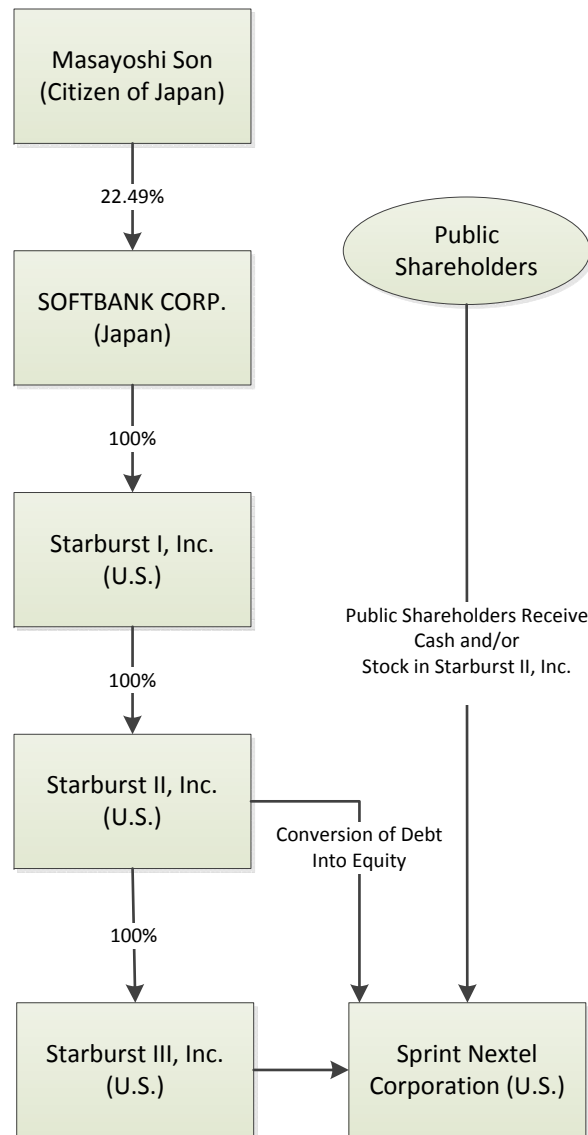 Masayoshi Son
(Citizen of Japan)
22.49%
SOFTBANK CORP.
(Japan)
Public
Shareholders
100%
Starburst I, Inc.
(U.S.)
Public Shareholders Receive
Cash and/or
Stock in Starburst II, Inc.
100%
Starburst II, Inc.
(U.S.)
Conversion of Debt
Into Equity
100%
Starburst III, Inc.
(U.S.)
Sprint Nextel
Corporation (U.S.)